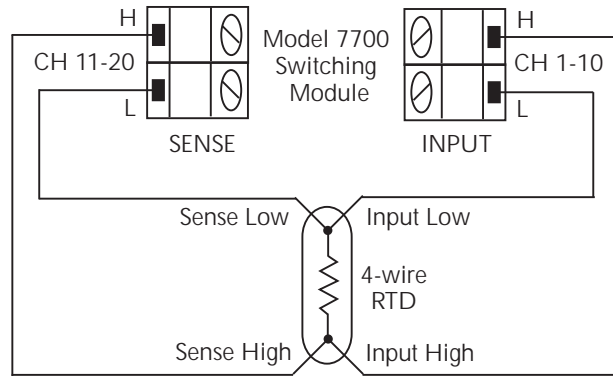 H
CH 11-20
L
SENSE
Model 7700
Switching
Module
H
CH 1-10
L
INPUT
Sense Low
Input Low
4-wire
RTD
Sense High
Input High